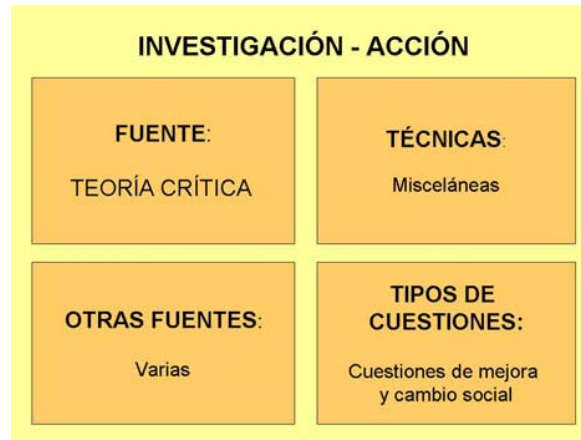 INVESTIGACIÓN - ACCIÓN
FUENTE:
TEORÍA CRÍTICA
TÉCNICAS:
Misceláneas
OTRAS FUENTES:
Varias
TIPOS DE
CUESTIONES:
Cuestiones de mejora
y cambio social